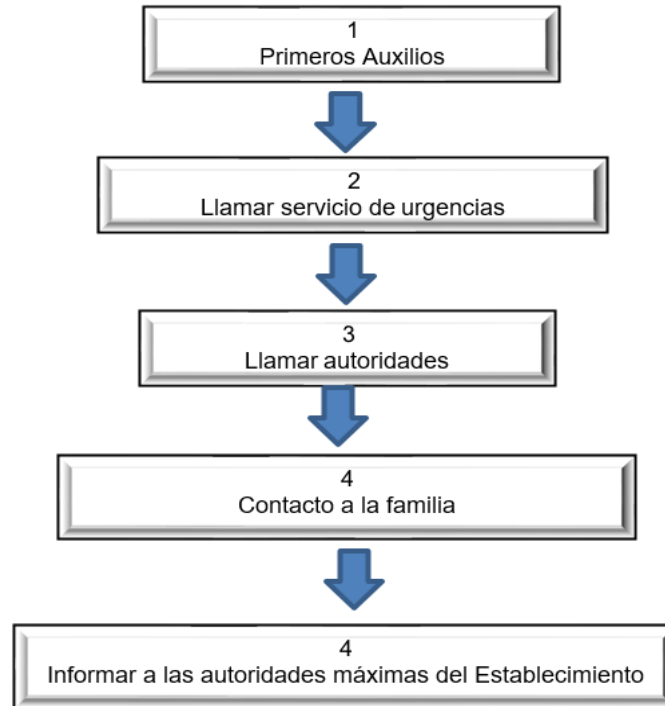 1
Primeros Auxilios
2
Llamar servicio de urgencias
3
Llamar autoridades
4
Contacto a la familia
4
Informar a las autoridades máximas del Establecimiento